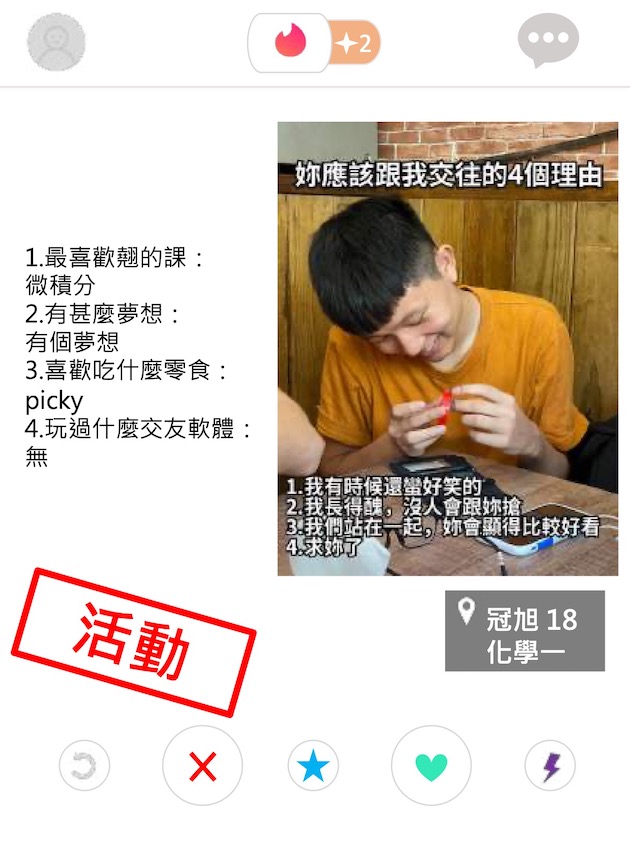 2
妳應該跟我交往的4個理由
1.最喜歡翹的課：
微積分
2.有甚麼夢想：
有個夢想
3.喜歡吃什麼零食：
picky
4.玩過什麼交友軟體：
無
1.我有時候還蠻好笑的
2.我長得醜，沒人會跟妳搶
3.我們站在一起，妳會顯得比較好看
4.求妳了
活動
冠旭 18
化學一